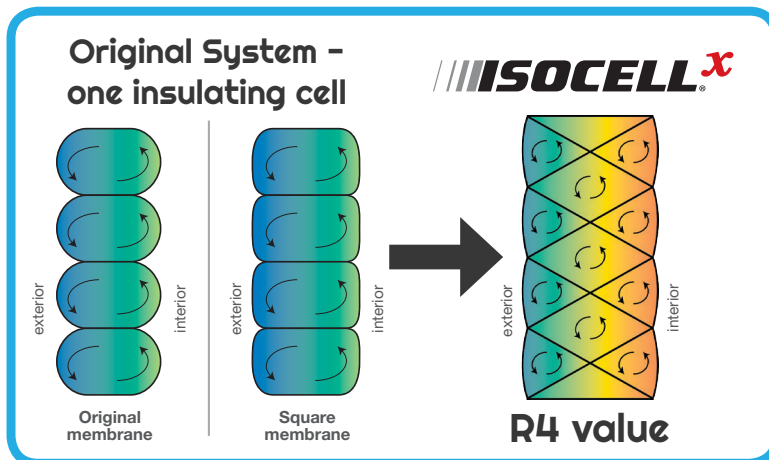 Original System –
one insulating cell
ISOCELL® x
exterior
interior
exterior
interior
exterior
interior
Original
membrane
Square
membrane
R4 value